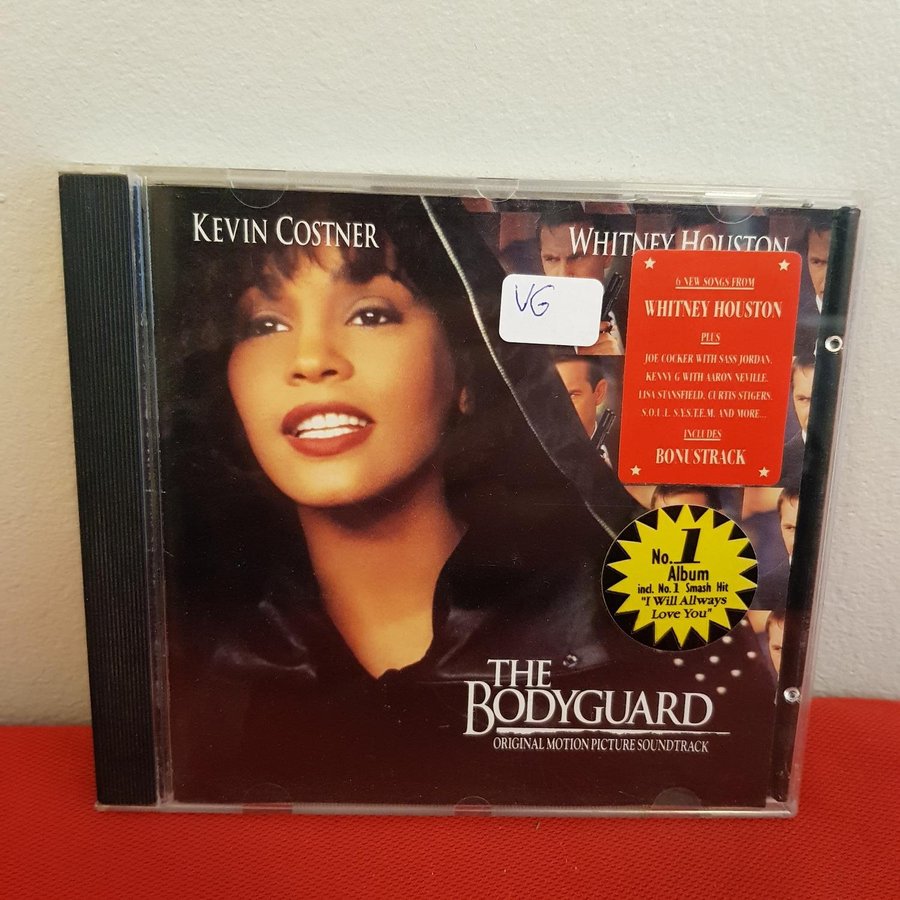 KEVIN COSTNER
WHITNEY HOUSTON
VG
6 NEW SONGS FROM
WHITNEY HOUSTON
PLUS
JOE COCKER WITH SASS JORDAN,
KENNY G WITH AARON NEVILLE,
LISA STANSFIELD, CURTIS STIGERS,
S.O.U.L. S.Y.S.T.E.M. AND MORE...
INCLUDES
BONUSTRACK
No.1
Album
incl. No.1 Smash Hit
"I Will Allways
Love You"
THE
BODYGUARD
ORIGINAL MOTION PICTURE SOUNDTRACK